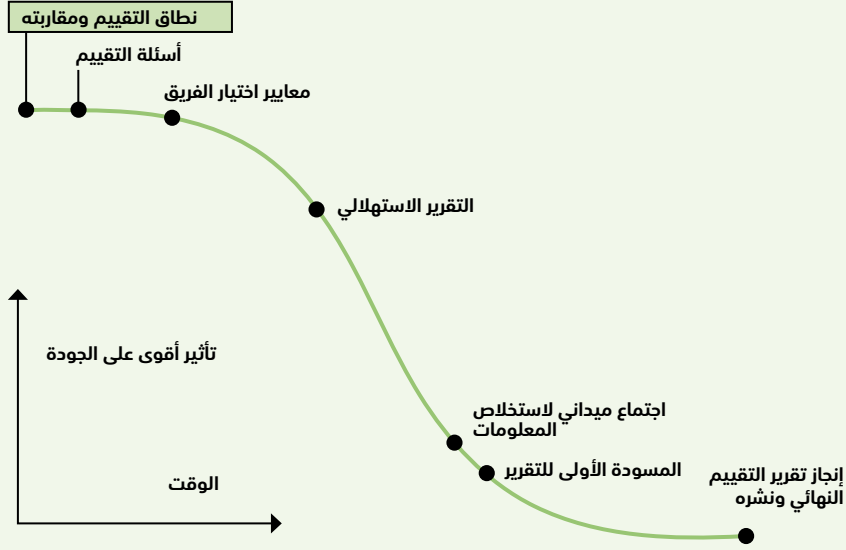 نطاق التقييم ومقاربته
أسئلة التقييم
معايير اختيار الفريق
التقرير الاستهلالي
تأثير أقوى على الجودة
اجتماع ميداني لاستخلاص
المعلومات
المسودة الأولى للتقرير
إنجاز تقرير التقييم
النهائي ونشره
الوقت